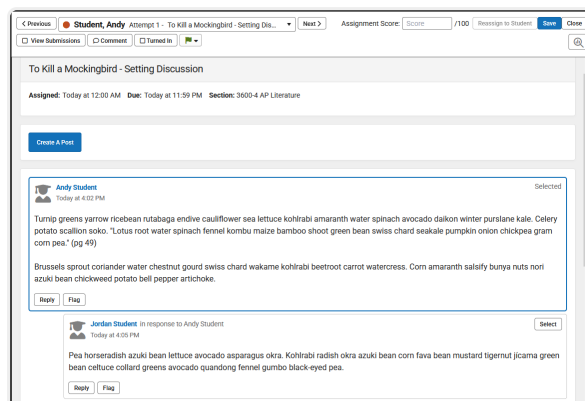 < Previous Student, Andy Attempt 1 - To Kill a Mockingbird - Setting Dis... Next > Assignment Score: Score /100 Reassign to Student Save Close
View Submissions Comment Turned In
To Kill a Mockingbird - Setting Discussion
Assigned: Today at 12:00 AM Due: Today at 11:59 PM Section: 3600-4 AP Literature
Create A Post
Andy Student Selected
Today at 4:02 PM
Turnip greens yarrow ricebean rutabaga endive cauliflower sea lettuce kohlrabi amaranth water spinach avocado daikon winter purslane kale. Celery
potato scallion soko. "Lotus root water spinach fennel kombu maize bamboo shoot green bean swiss chard seakale pumpkin onion chickpea gram
corn pea." (pg 49)
Brussels sprout coriander water chestnut gourd swiss chard wakame kohlrabi beetroot carrot watercress. Corn amaranth salsify bunya nuts nori
azuki bean chickweed potato bell pepper artichoke.
Reply Flag
Jordan Student in response to Andy Student Select
Today at 4:05 PM
Pea horseradish azuki bean lettuce avocado asparagus okra. Kohlrabi radish okra azuki bean corn fava bean mustard tigernut jicama green
bean celtuce collard greens avocado quandong fennel gumbo black-eyed pea.
Reply Flag